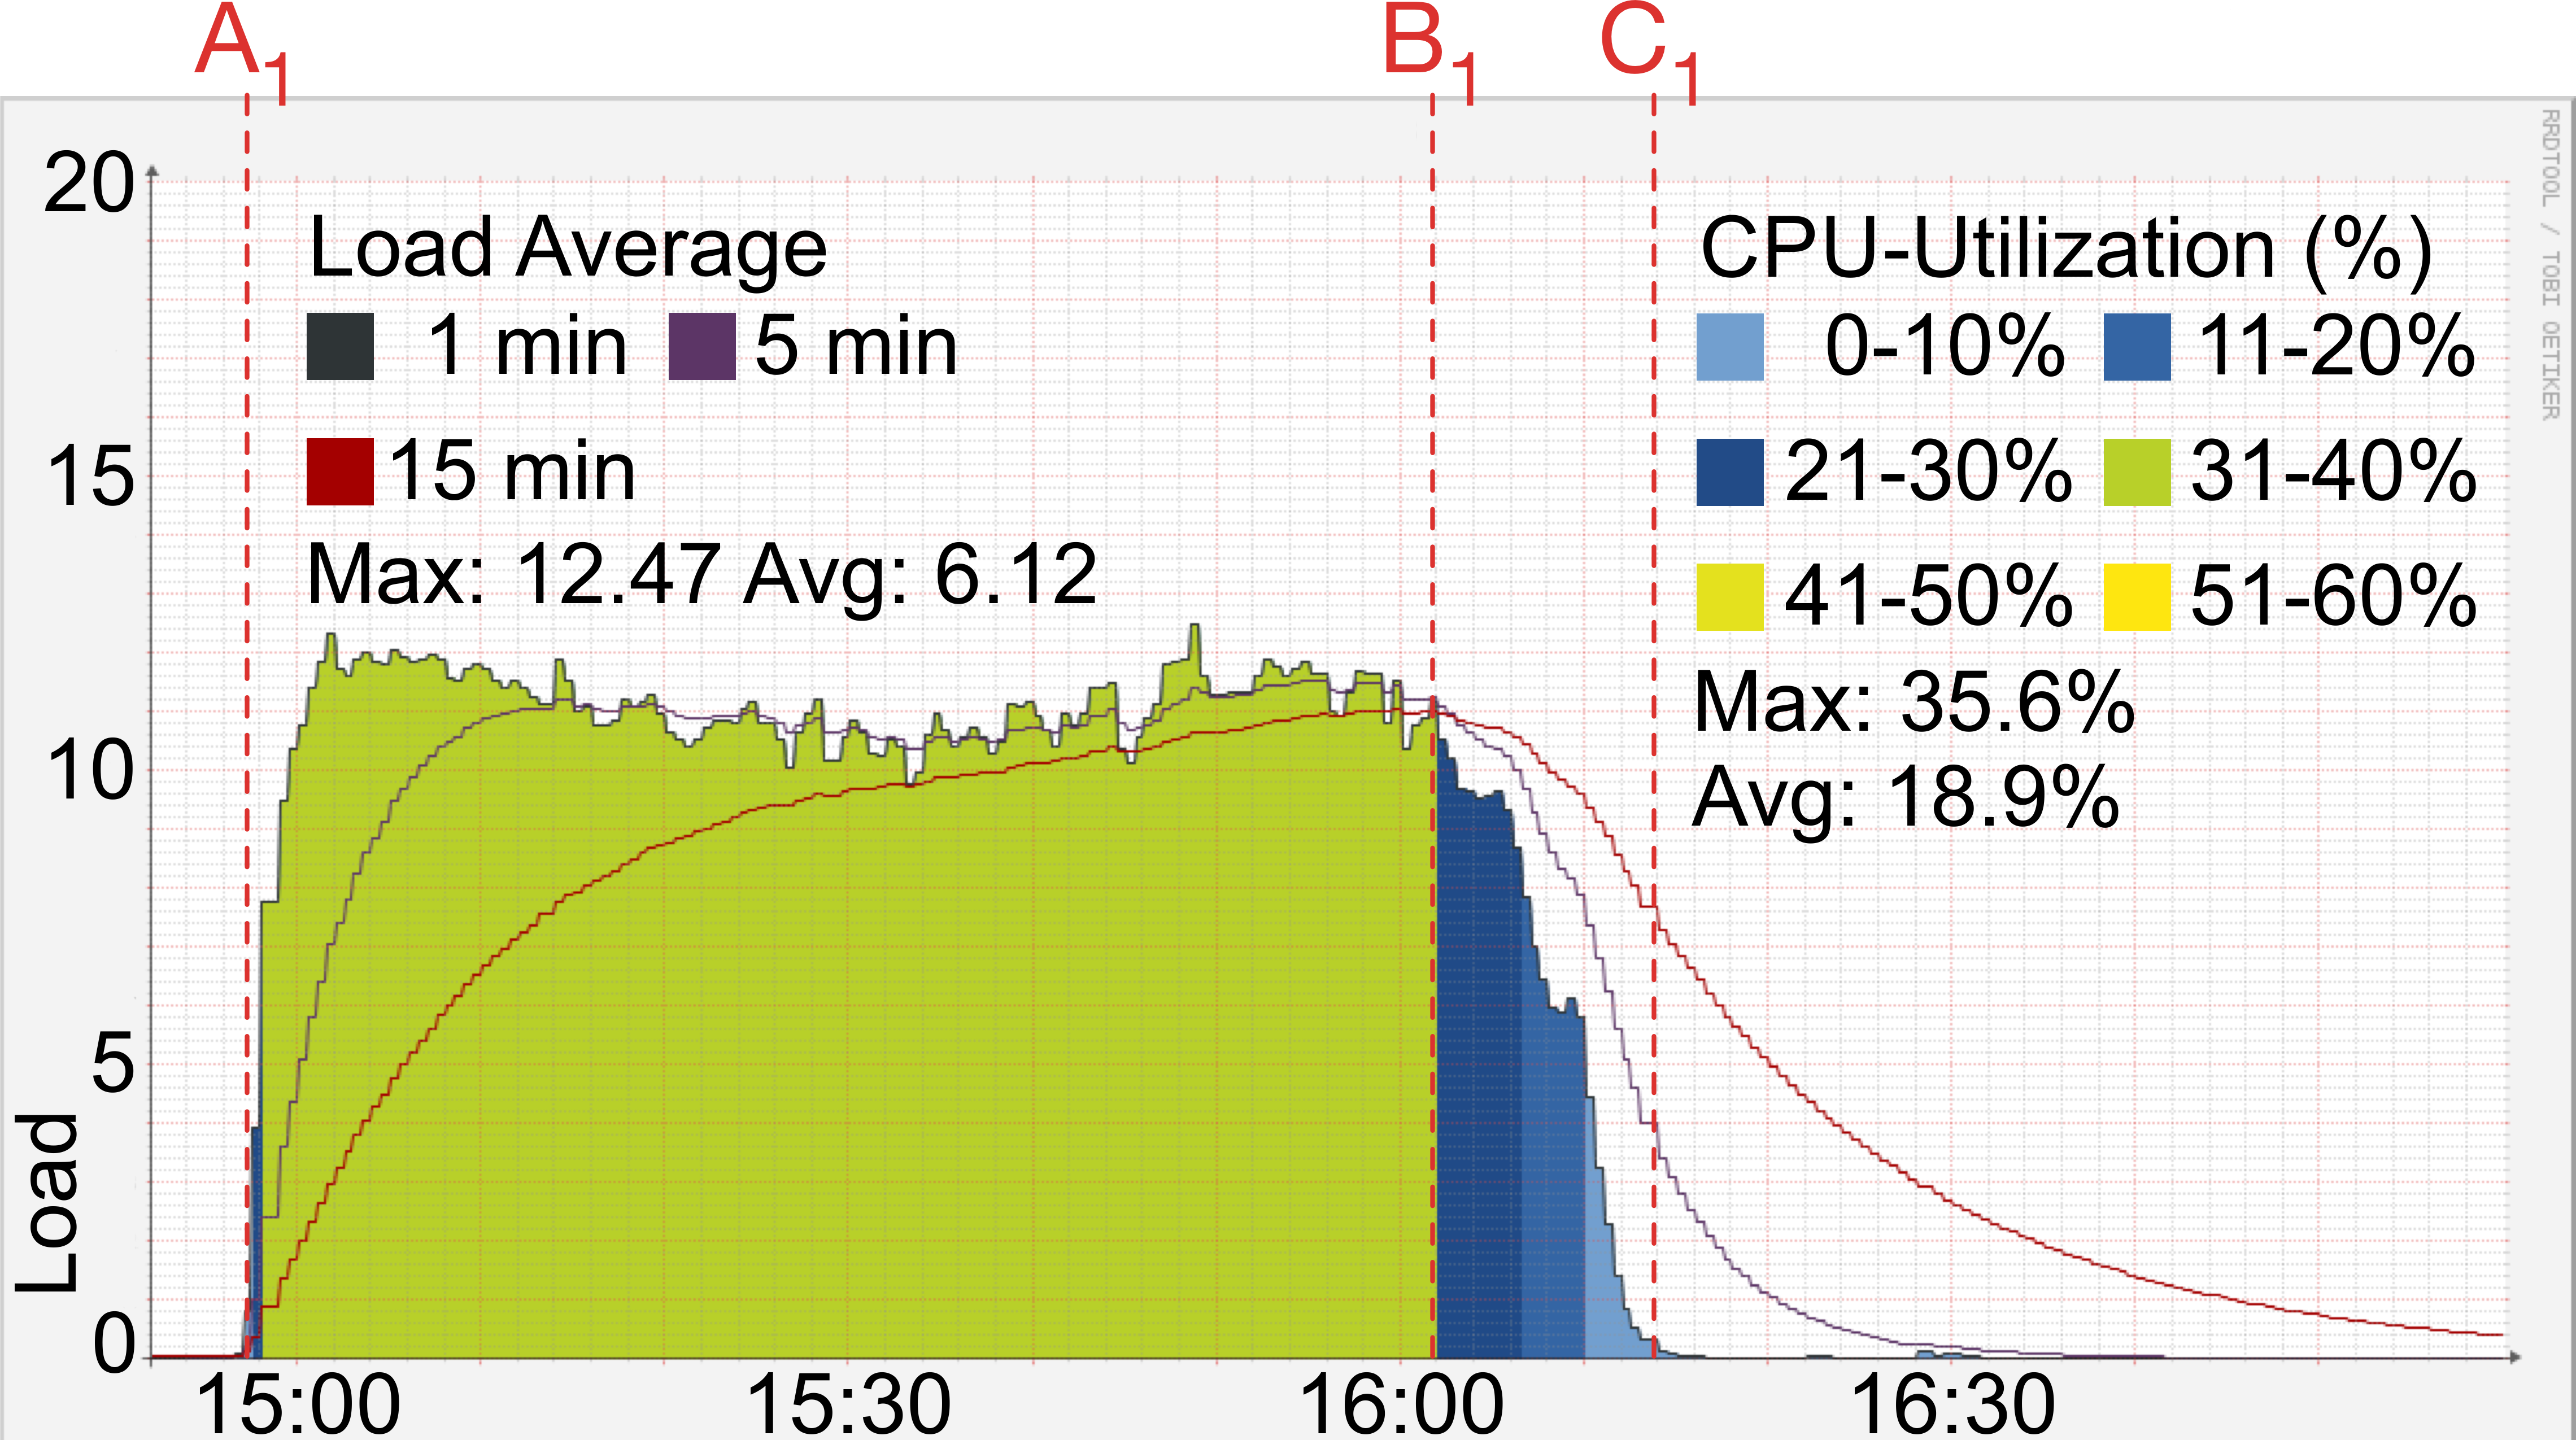 A1 B1 C1
RRDTOOL / TOBI OETIKER
20
15
10
5
0
Load
Load Average
1 min 5 min
15 min
Max: 12.47 Avg: 6.12
CPU-Utilization (%)
0-10% 11-20%
21-30% 31-40%
41-50% 51-60%
Max: 35.6%
Avg: 18.9%
15:00 15:30 16:00 16:30